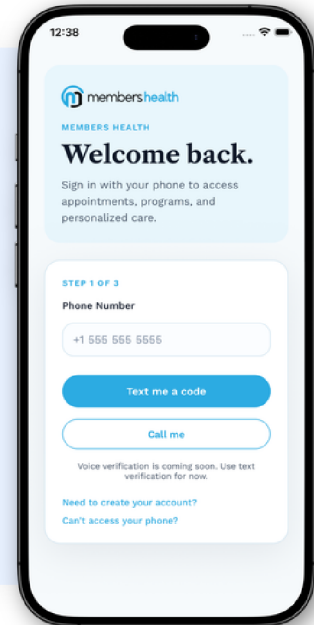 12:38
members health
MEMBERS HEALTH
Welcome back.
Sign in with your phone to access
appointments, programs, and
personalized care.
STEP 1 OF 3
Phone Number
+1 555 555 5555
Text me a code
Call me
Voice verification is coming soon. Use text
verification for now.
Need to create your account?
Can't access your phone?